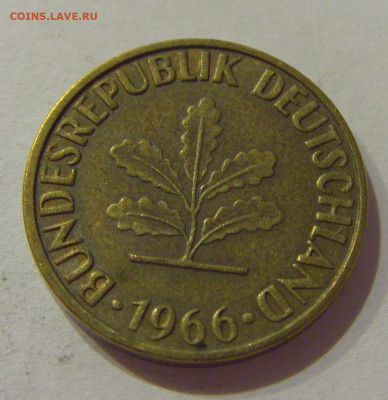 COINS.LAVE.RU
BUNDESREPUBLIK DEUTSCHLAND
· 1966 ·